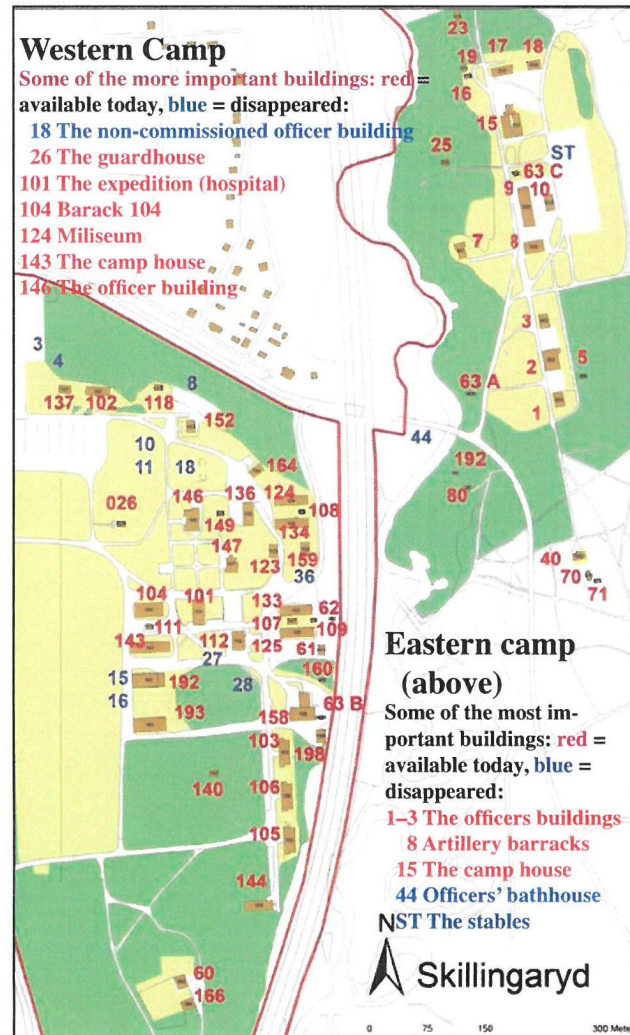 Western Camp
Some of the more important buildings: red =
available today, blue = disappeared:
18 The non-commissioned officer building
26 The guardhouse
101 The expedition (hospital)
104 Barack 104
124 Miliseum
143 The camp house
146 The officer building
23
19 17 18
16
15
25
ST
63 C
9 10
7 8
3
2 5
1
63 A
44
192
80
40
70
71
3
4
8
137 102 118
152
10
11 18
164
026
146 136 124
149 108
134
147
123 159
36
104 101 133 62
111 107 109
143 112 125 61
27
15 192 28 160
16
193 158 63 B
103 198
140 106
105
144
60
166
Eastern camp
(above)
Some of the most im-
portant buildings: red =
available today, blue =
disappeared:
1–3 The officers buildings
8 Artillery barracks
15 The camp house
44 Officers' bathhouse
ST The stables
N
Skillingaryd
0 75 150 300 Mete